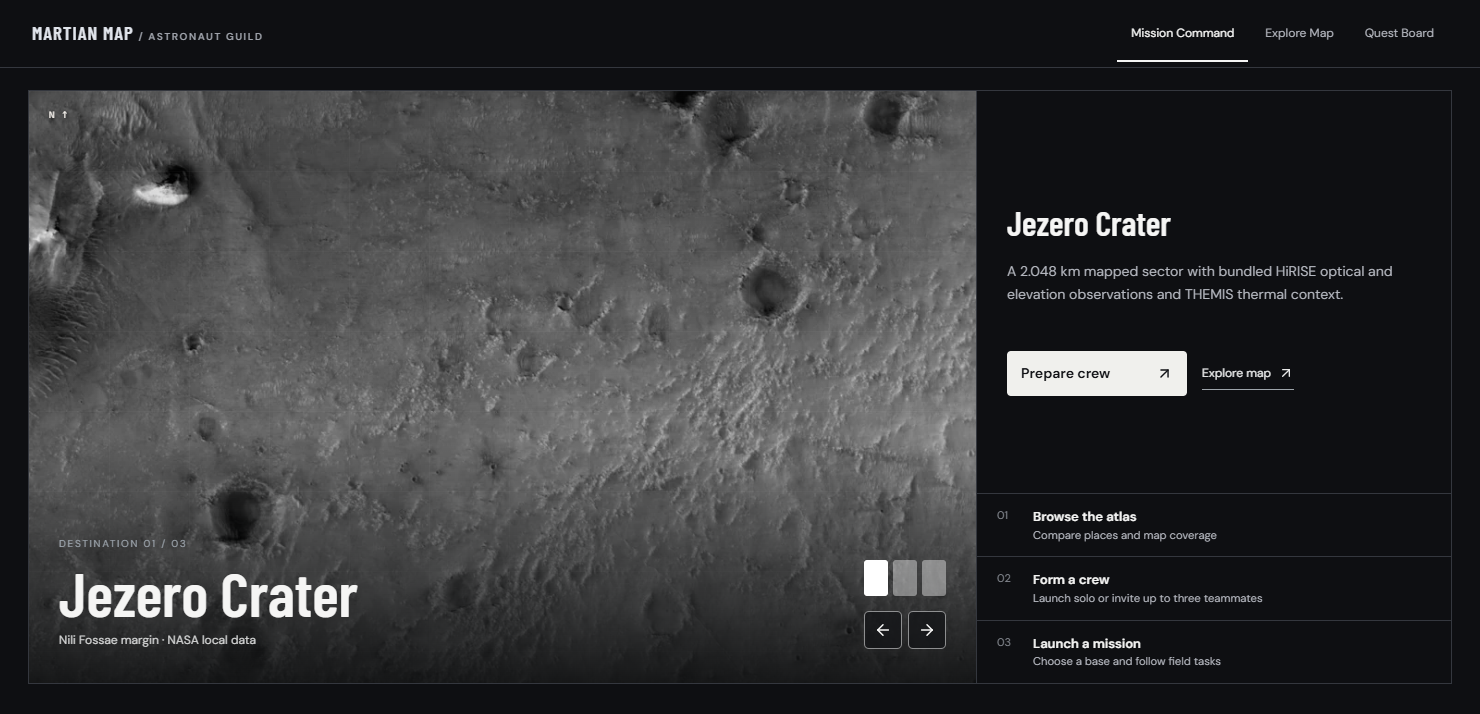 MARTIAN MAP / ASTRONAUT GUILD
Mission Command
Explore Map
Quest Board
N ↑
DESTINATION 01 / 03
Jezero Crater
Nili Fossae margin · NASA local data
Jezero Crater
A 2.048 km mapped sector with bundled HiRISE optical and
elevation observations and THEMIS thermal context.
Prepare crew
Explore map
01 Browse the atlas
Compare places and map coverage
02 Form a crew
Launch solo or invite up to three teammates
03 Launch a mission
Choose a base and follow field tasks